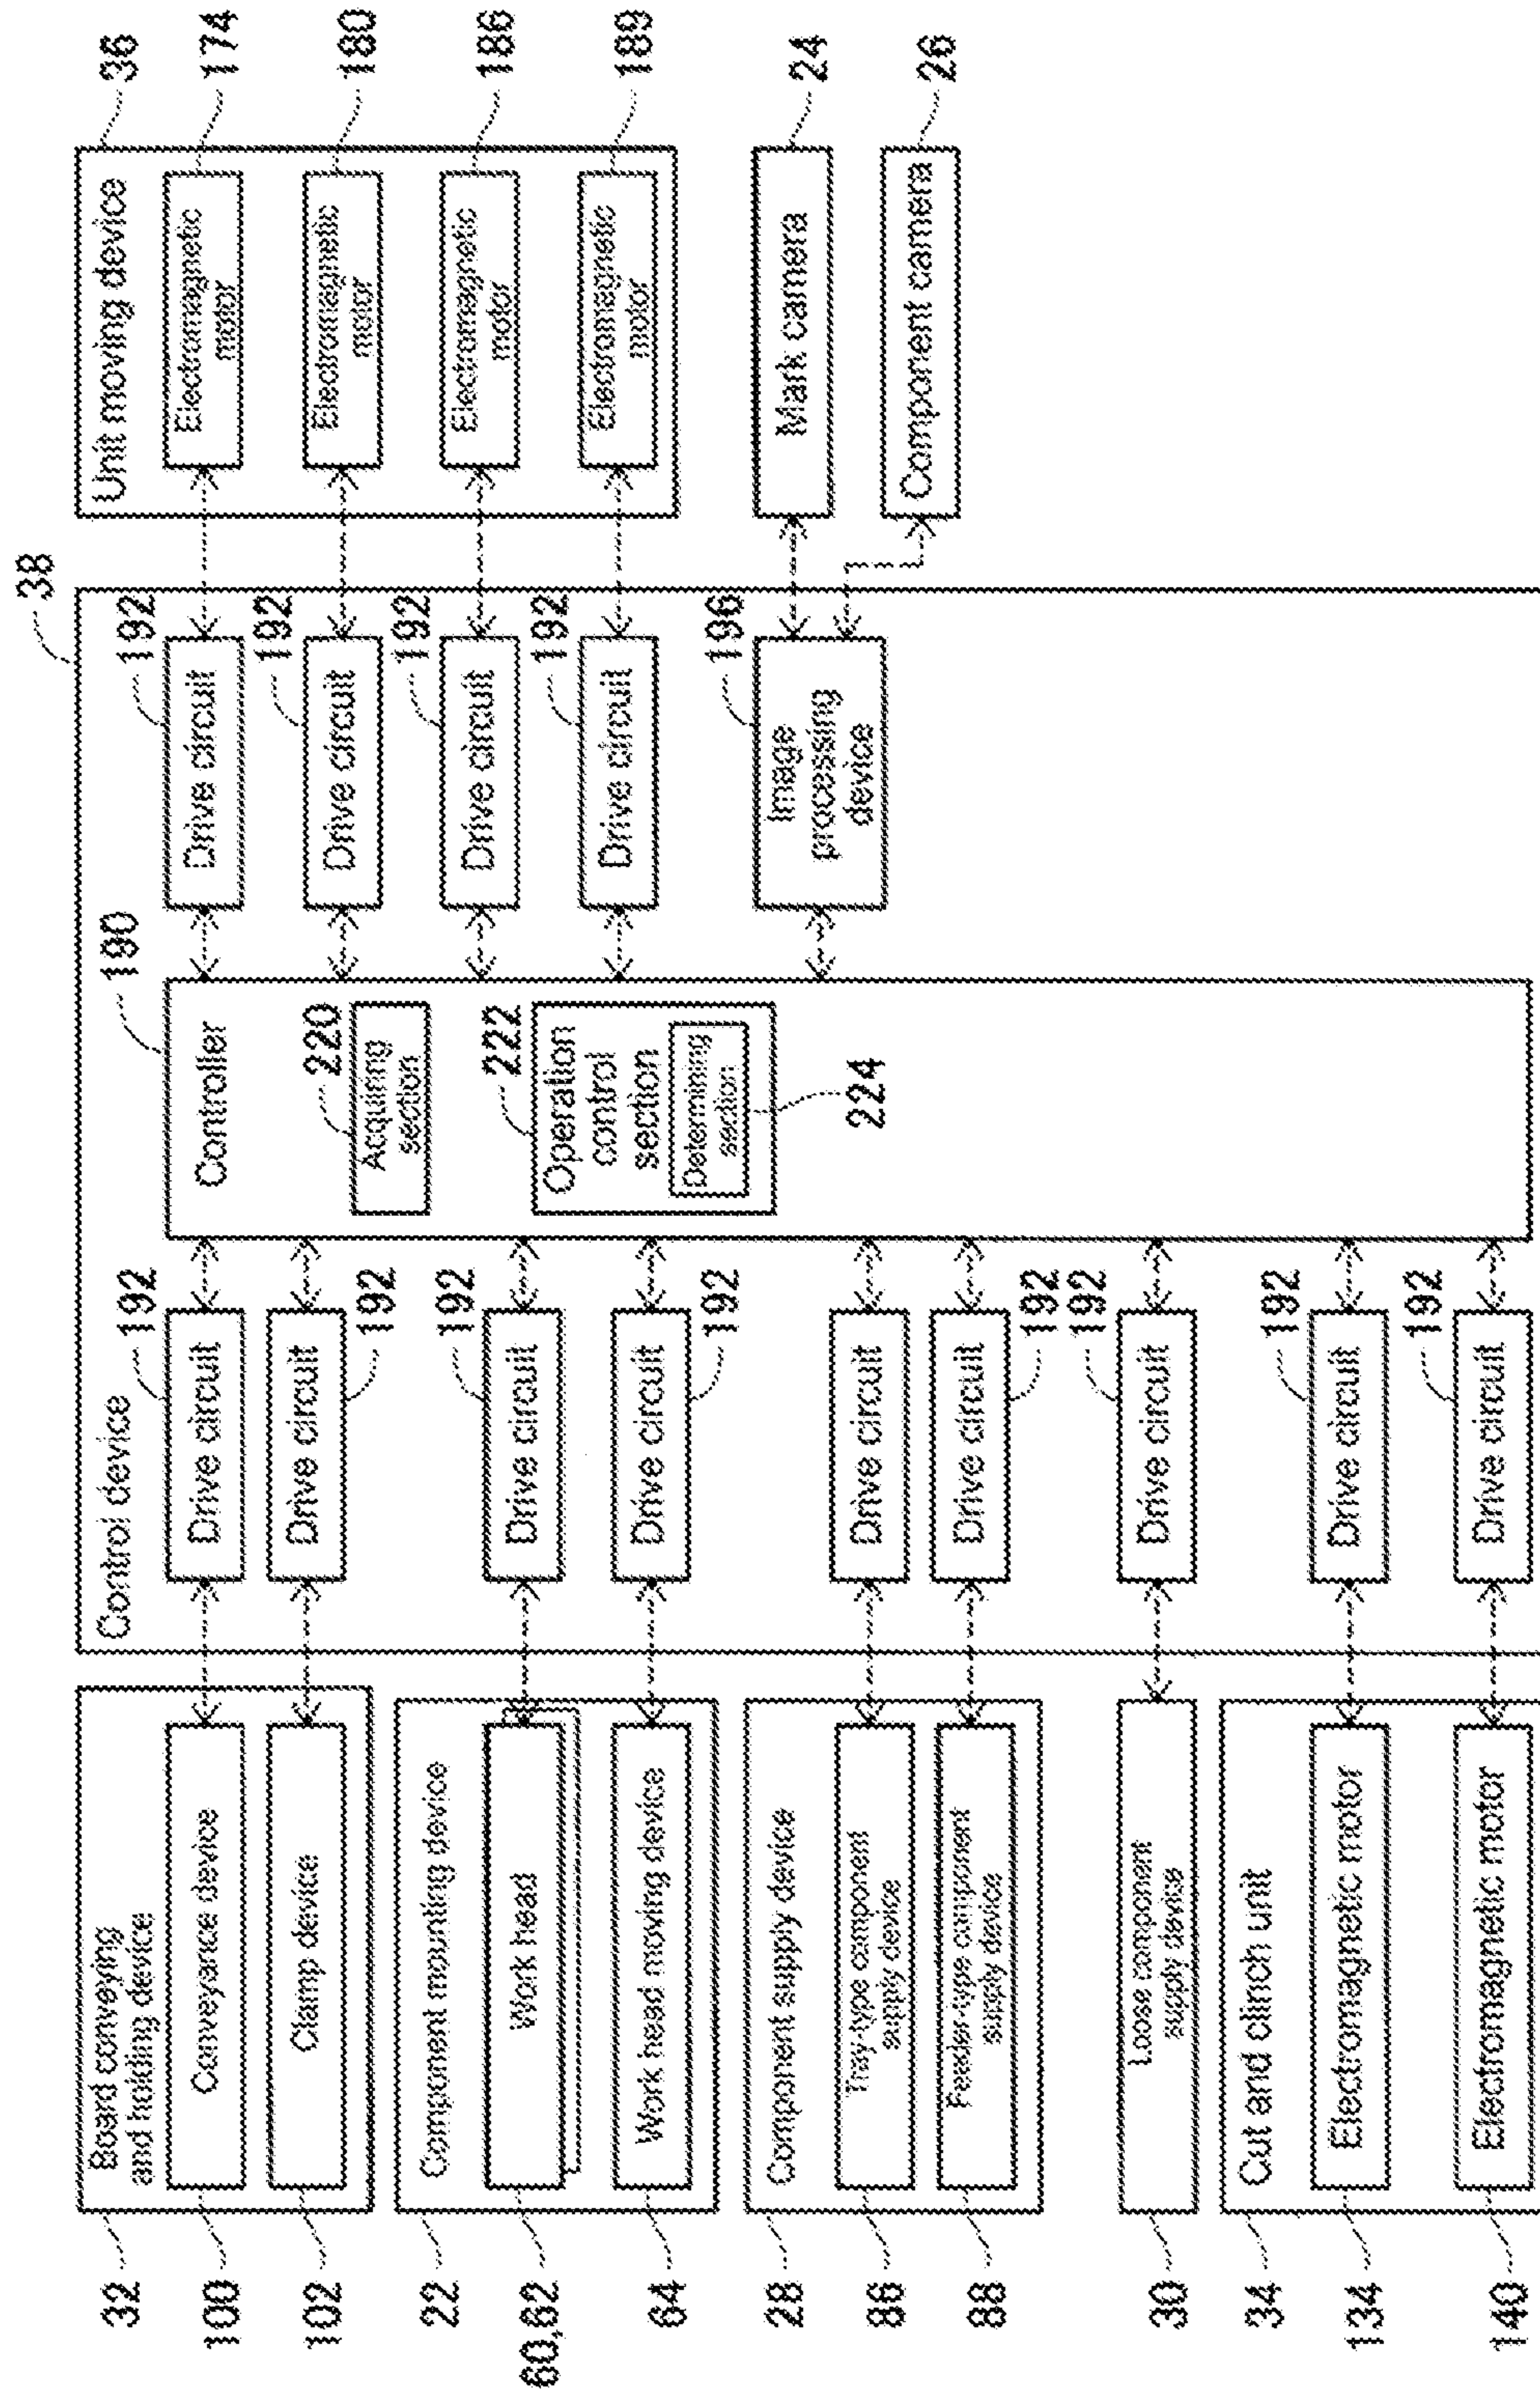 32
100
102
22
60,62
64
28
86
88
30
34
134
140
Board conveying
and holding device
Conveyance device
Clamp device
Component mounting device
Work head
Work head moving device
Component supply device
Tray-type component
supply device
Feeder-type component
supply device
Loose component
supply device
Cut and clinch unit
Electromagnetic motor
Electromagnetic motor
38
Control device
192
Drive circuit
Drive circuit
192
192
Drive circuit
Drive circuit
192
Drive circuit
Drive circuit
192
192
Drive circuit
192
Drive circuit
192
Drive circuit
190
Controller
220
Acquiring
section
222
Operation
control
section
Determining
section
224
192
Drive circuit
192
Drive circuit
192
Drive circuit
192
Drive circuit
196
Image
processing
device
Unit moving device
Electromagnetic
motor
Electromagnetic
motor
Electromagnetic
motor
Electromagnetic
motor
Mark camera
Component camera
36
174
180
186
189
24
26